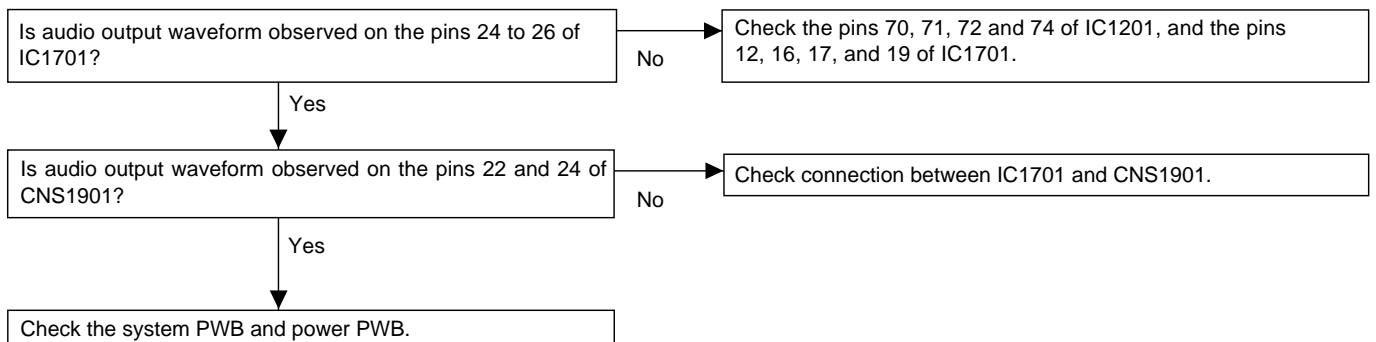 Is audio output waveform observed on the pins 24 to 26 of
IC1701?
No
Check the pins 70, 71, 72 and 74 of IC1201, and the pins
12, 16, 17, and 19 of IC1701.
Yes
Is audio output waveform observed on the pins 22 and 24 of
CNS1901?
No
Check connection between IC1701 and CNS1901.
Yes
Check the system PWB and power PWB.